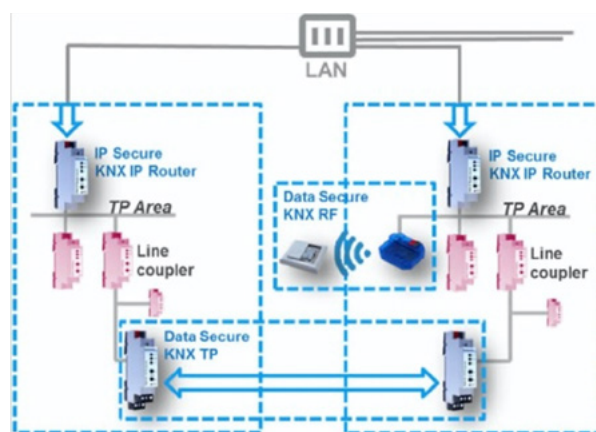 LAN
IP Secure
KNX IP Router
TP Area
Line
coupler
Data Secure
KNX RF
IP Secure
KNX IP Router
TP Area
Line
coupler
Data Secure
KNX TP